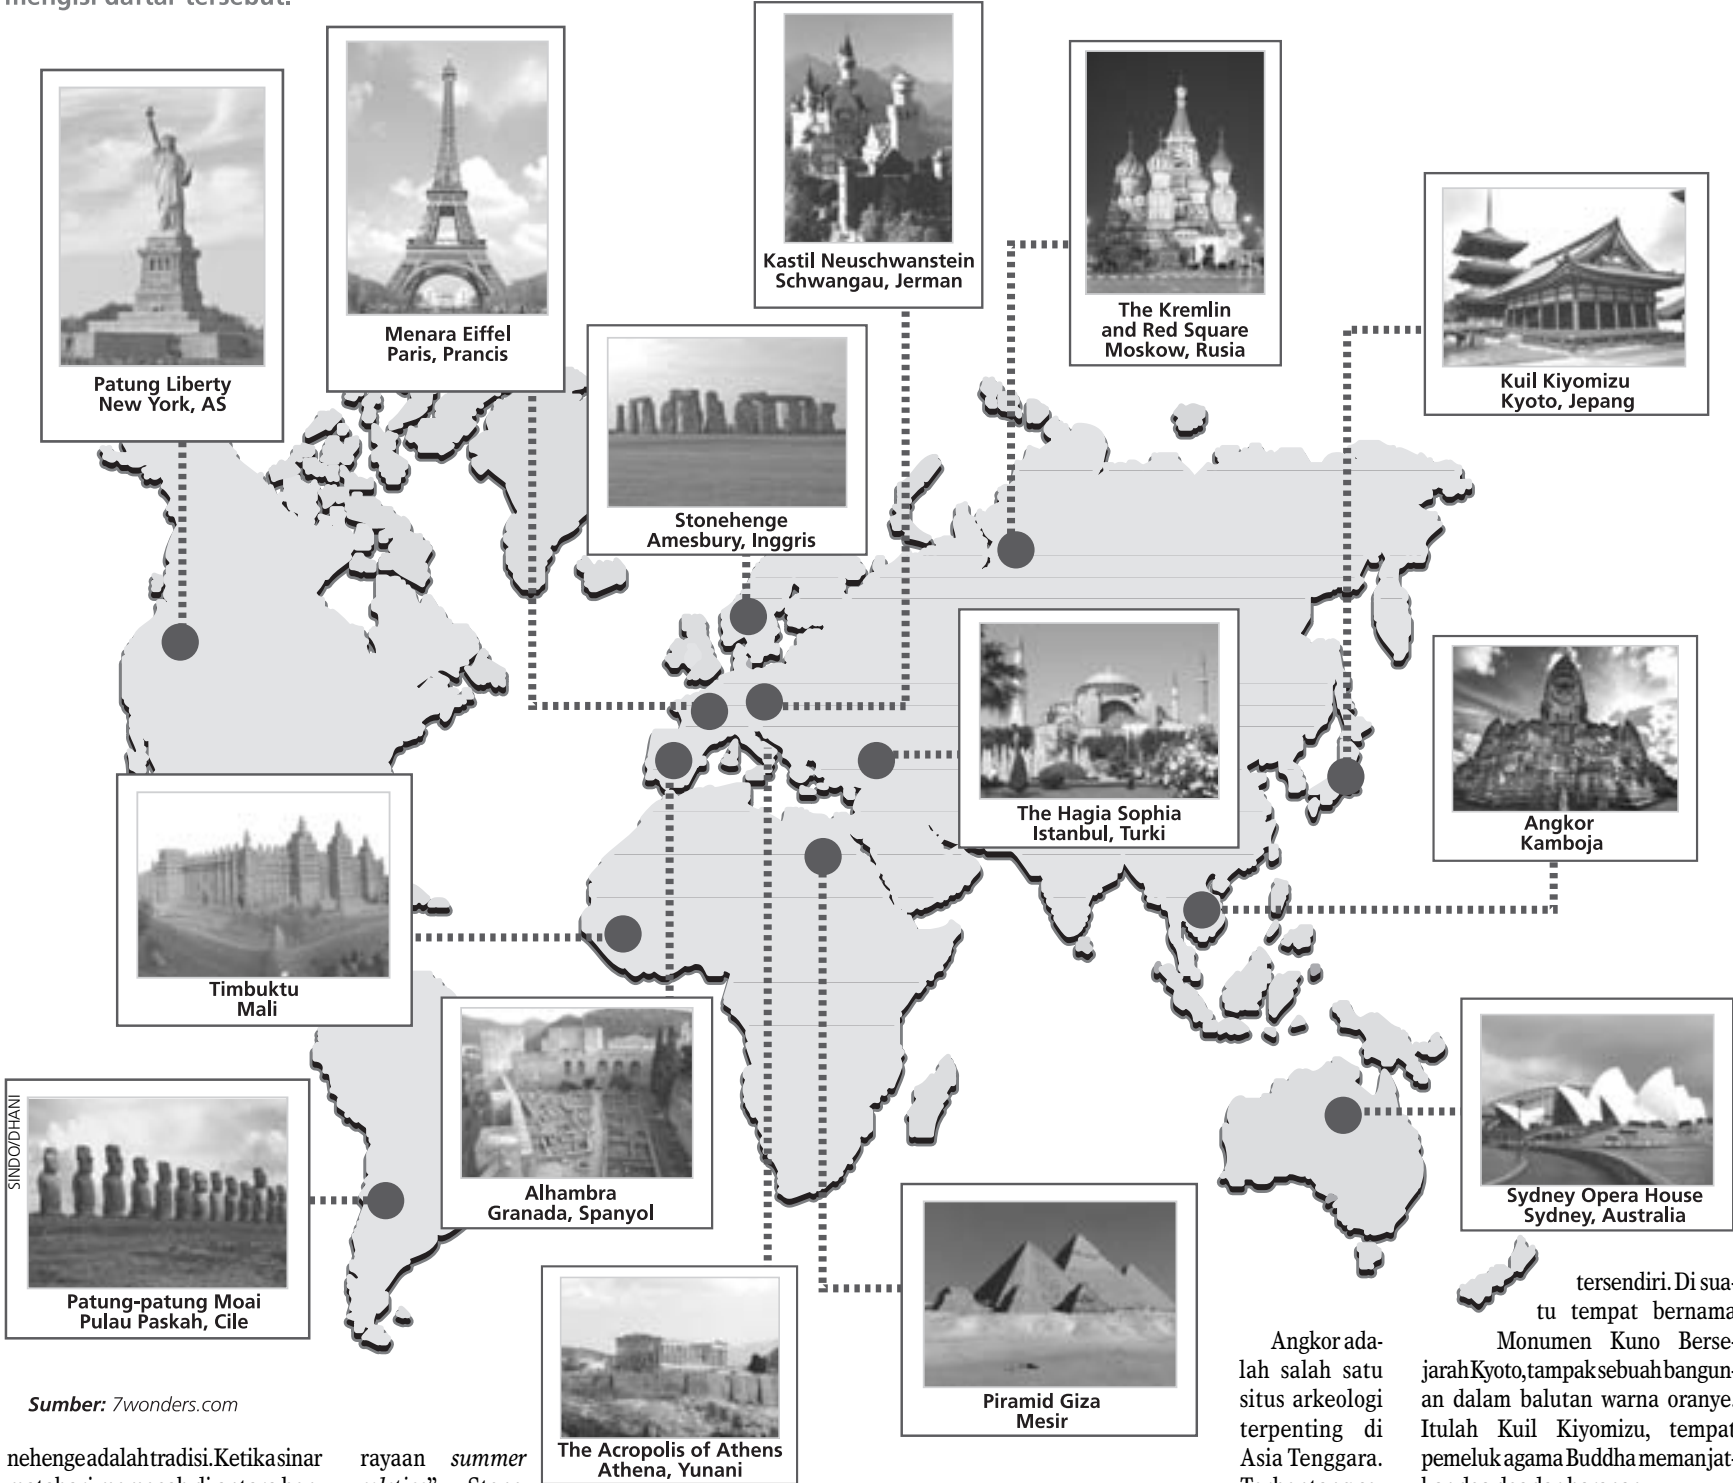 mengisi daftar tersebut.
Patung Liberty
New York, AS
Menara Eiffel
Paris, Prancis
Kastil Neuschwanstein
Schwangau, Jerman
The Kremlin
and Red Square
Moskow, Rusia
Kuil Kiyomizu
Kyoto, Jepang
Stonehenge
Amesbury, Inggris
The Hagia Sophia
Istanbul, Turki
Angkor
Kamboja
Timbuktu
Mali
Alhambra
Granada, Spanyol
Sydney Opera House
Sydney, Australia
SINDO/DHANI
Patung-patung Moai
Pulau Paskah, Cile
Piramid Giza
Mesir
The Acropolis of Athens
Athena, Yunani
Sumber: 7wonders.com
nehenge adalah tradisi. Ketika sinar
rayaan summer
Angkor ada-
lah salah satu
situs arkeologi
terpenting di
Asia Tenggara.
tersendiri. Di sua-
tu tempat bernama
Monumen Kuno Berse-
jarah Kyoto, tampak sebuah bangun-
an dalam balutan warna oranye.
Itulah Kuil Kiyomizu, tempat
pemeluk agama Buddha memanjat-